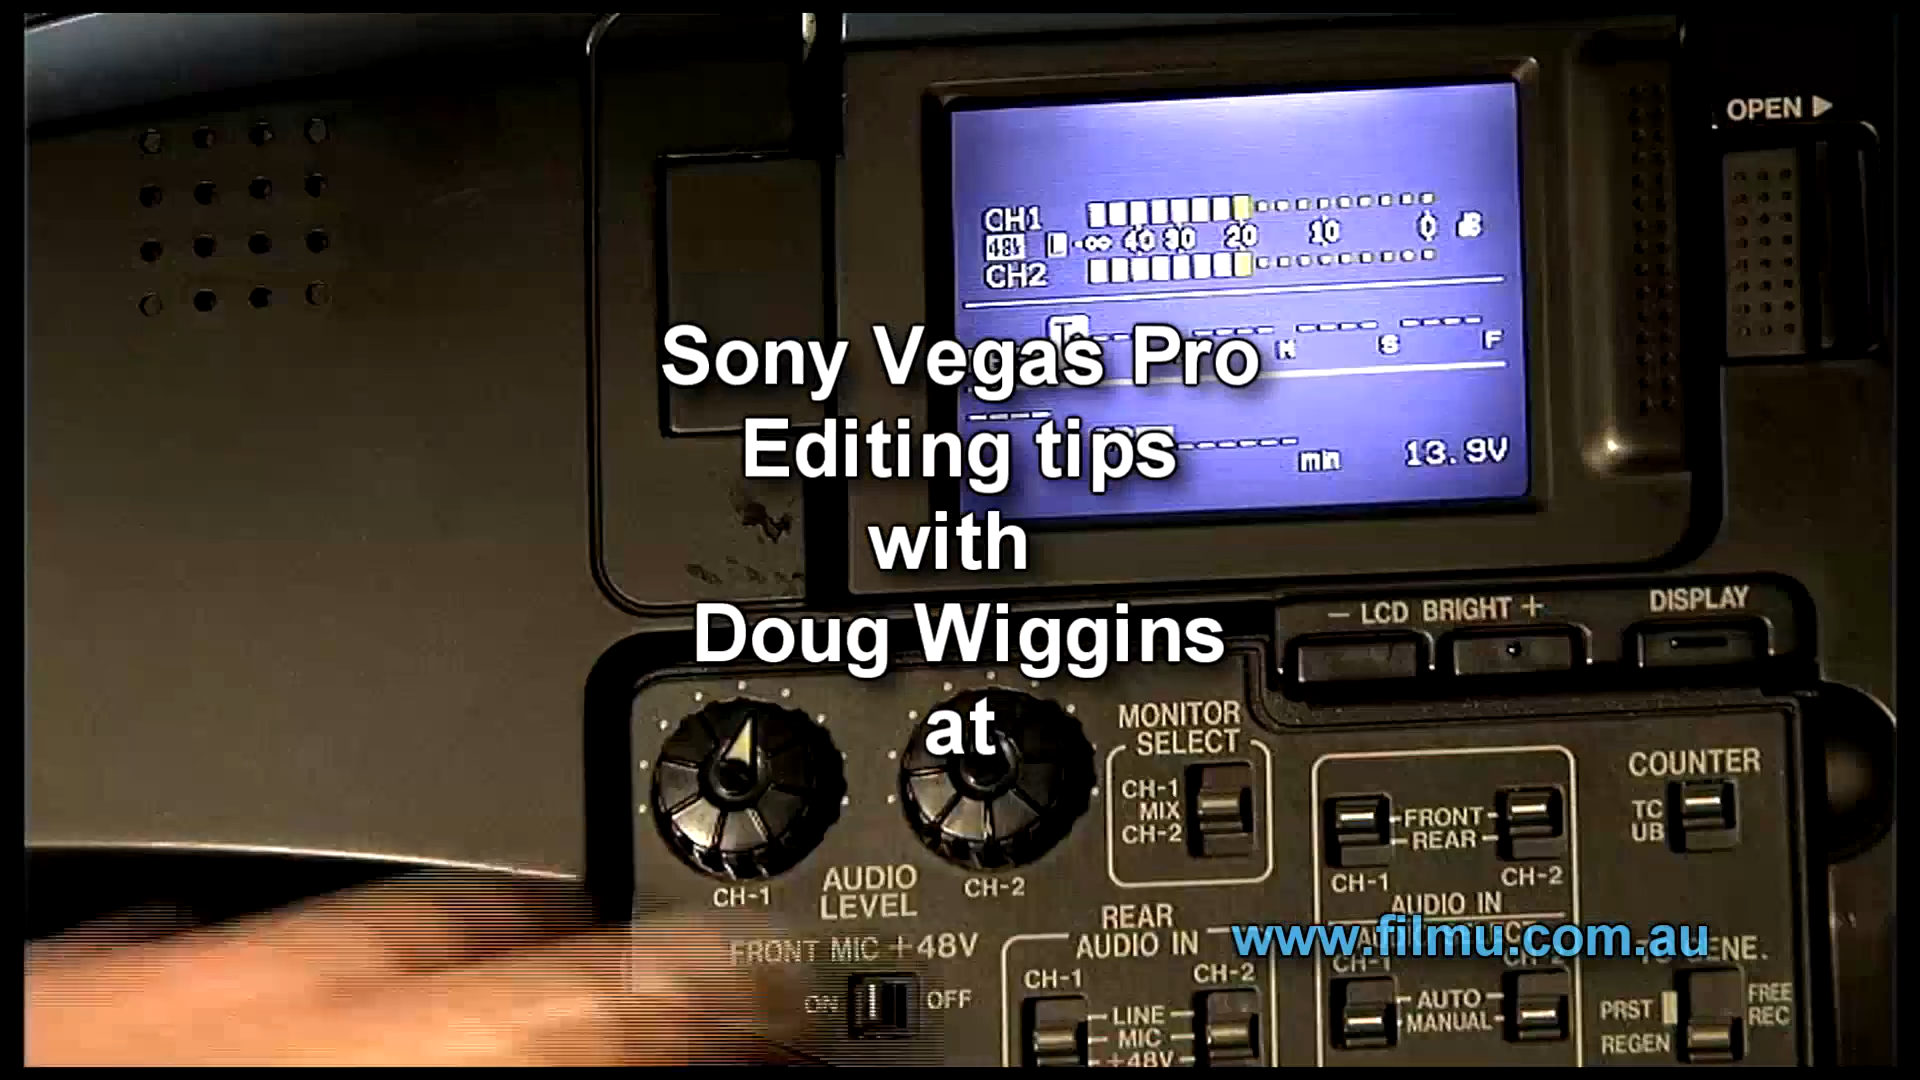 OPEN
CH1
48V L -∞ 40 30 20 10 0 dB
CH2
M S F
min 13.9V
Sony Vegas Pro
Editing tips
with
Doug Wiggins
at
www.filmu.com.au
- LCD BRIGHT +
DISPLAY
MONITOR
SELECT
CH-1
MIX
CH-2
FRONT
REAR
CH-1 CH-2
AUDIO IN
COUNTER
TC
UB
CH-1
AUDIO
LEVEL
CH-2
FRONT MIC +48V
ON OFF
REAR
AUDIO IN
CH-1 CH-2
LINE
MIC
+48V
CH-1 CH-2
AUTO
MANUAL
PRST
REGEN
FREE
REC